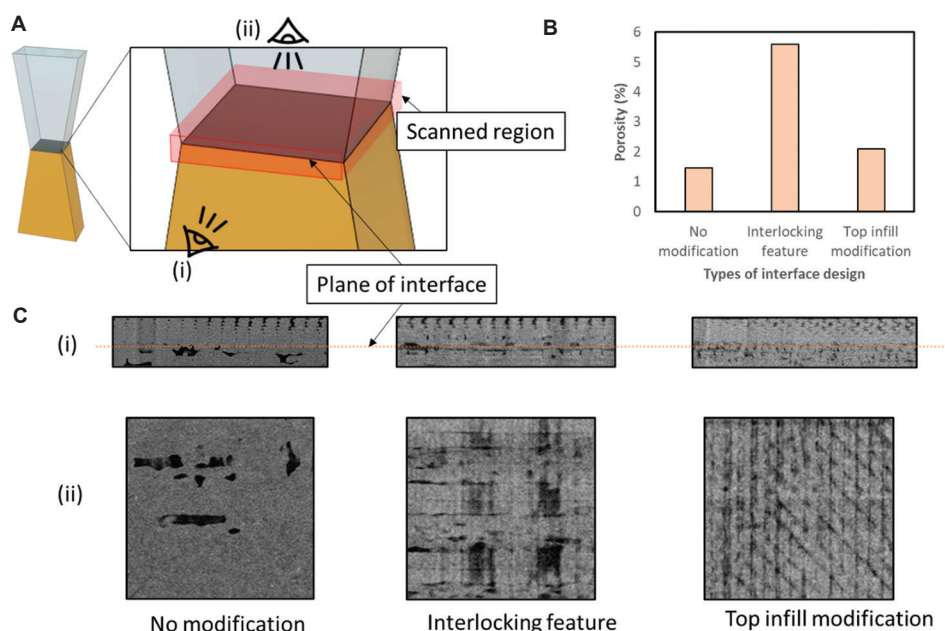 A
(ii)
Scanned region
(i)
Plane of interface
B
Porosity (%)
6
5
4
3
2
1
0
No modification
Interlocking feature
Top infill modification
Types of interface design
C
(i)
(ii)
No modification
Interlocking feature
Top infill modification